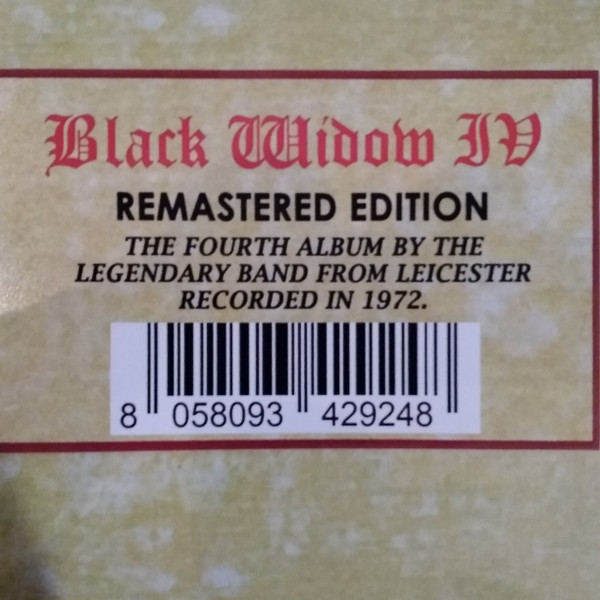 Black Widow IV
REMASTERED EDITION
THE FOURTH ALBUM BY THE
LEGENDARY BAND FROM LEICESTER
RECORDED IN 1972.
8 058093 429248